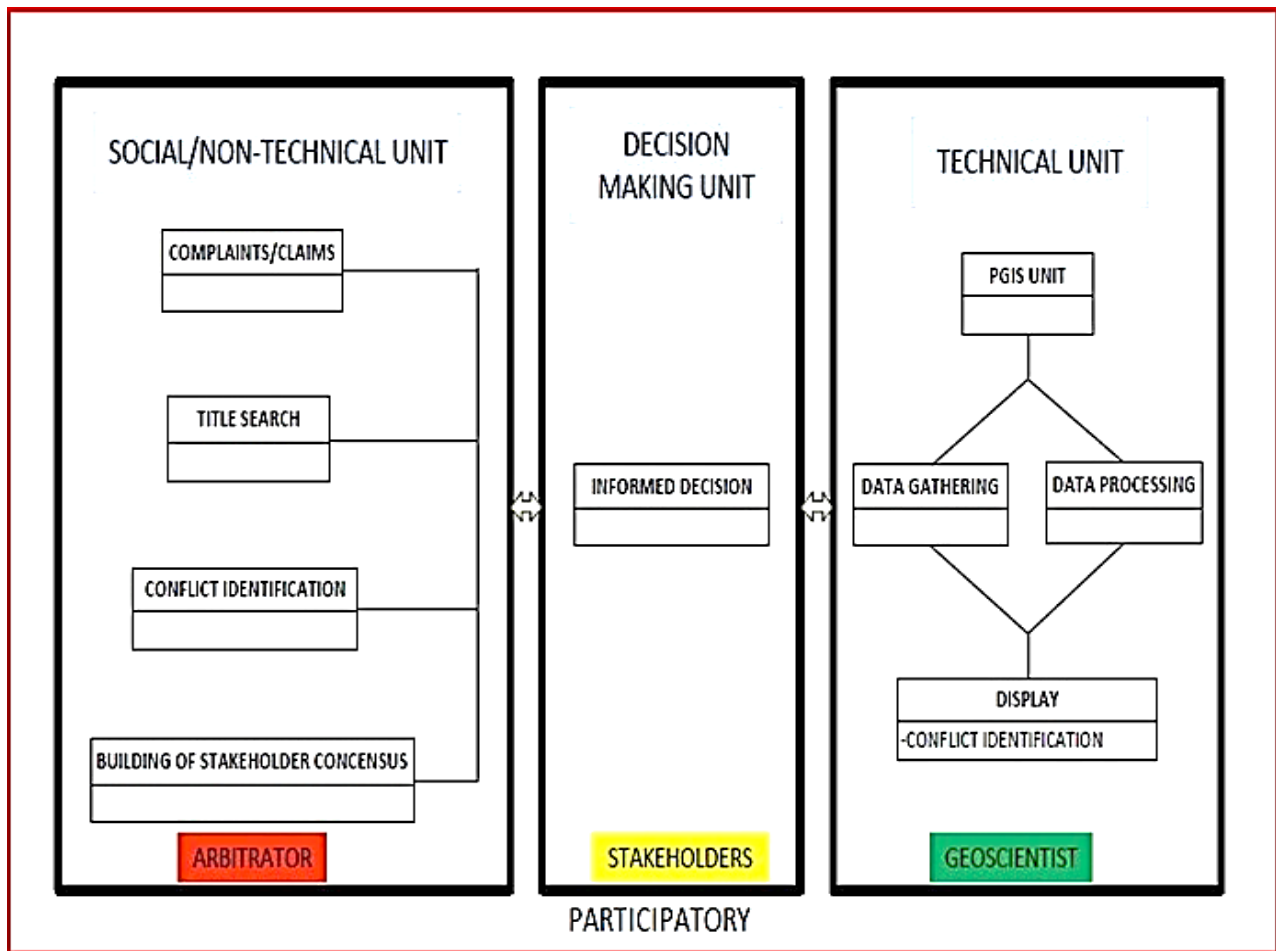 SOCIAL/NON-TECHNICAL UNIT
COMPLAINTS/CLAIMS
TITLE SEARCH
CONFLICT IDENTIFICATION
BUILDING OF STAKEHOLDER CONCENSUS
ARBITRATOR
DECISION
MAKING UNIT
INFORMED DECISION
STAKEHOLDERS
TECHNICAL UNIT
PGIS UNIT
DATA GATHERING
DATA PROCESSING
DISPLAY
-CONFLICT IDENTIFICATION
GEOSCIENTIST
PARTICIPATORY